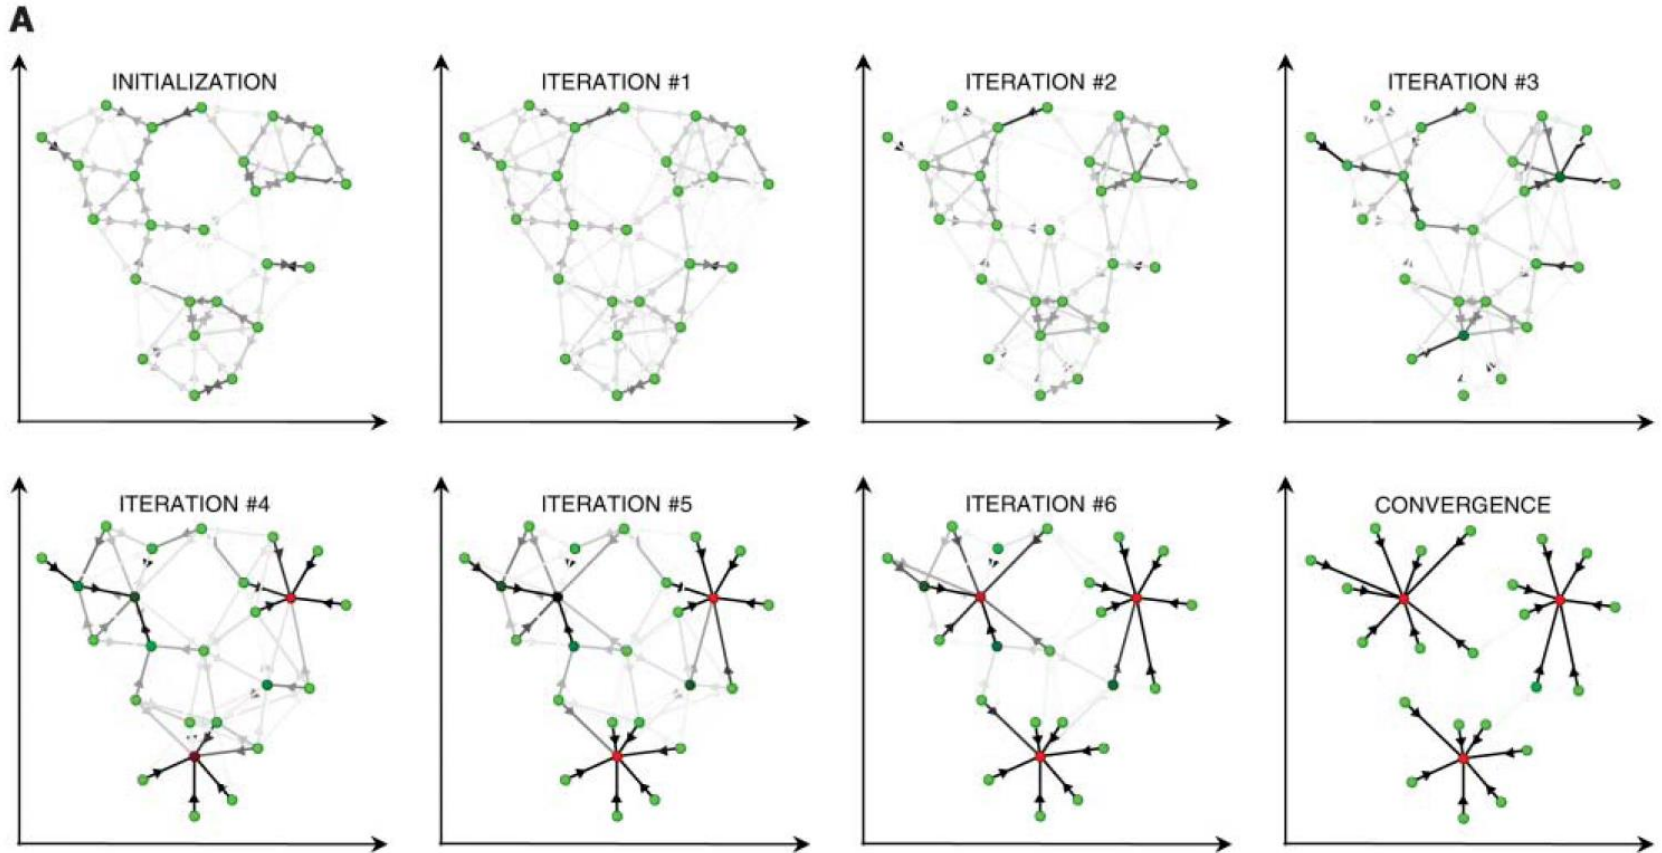 A
INITIALIZATION
ITERATION #1
ITERATION #2
ITERATION #3
ITERATION #4
ITERATION #5
ITERATION #6
CONVERGENCE